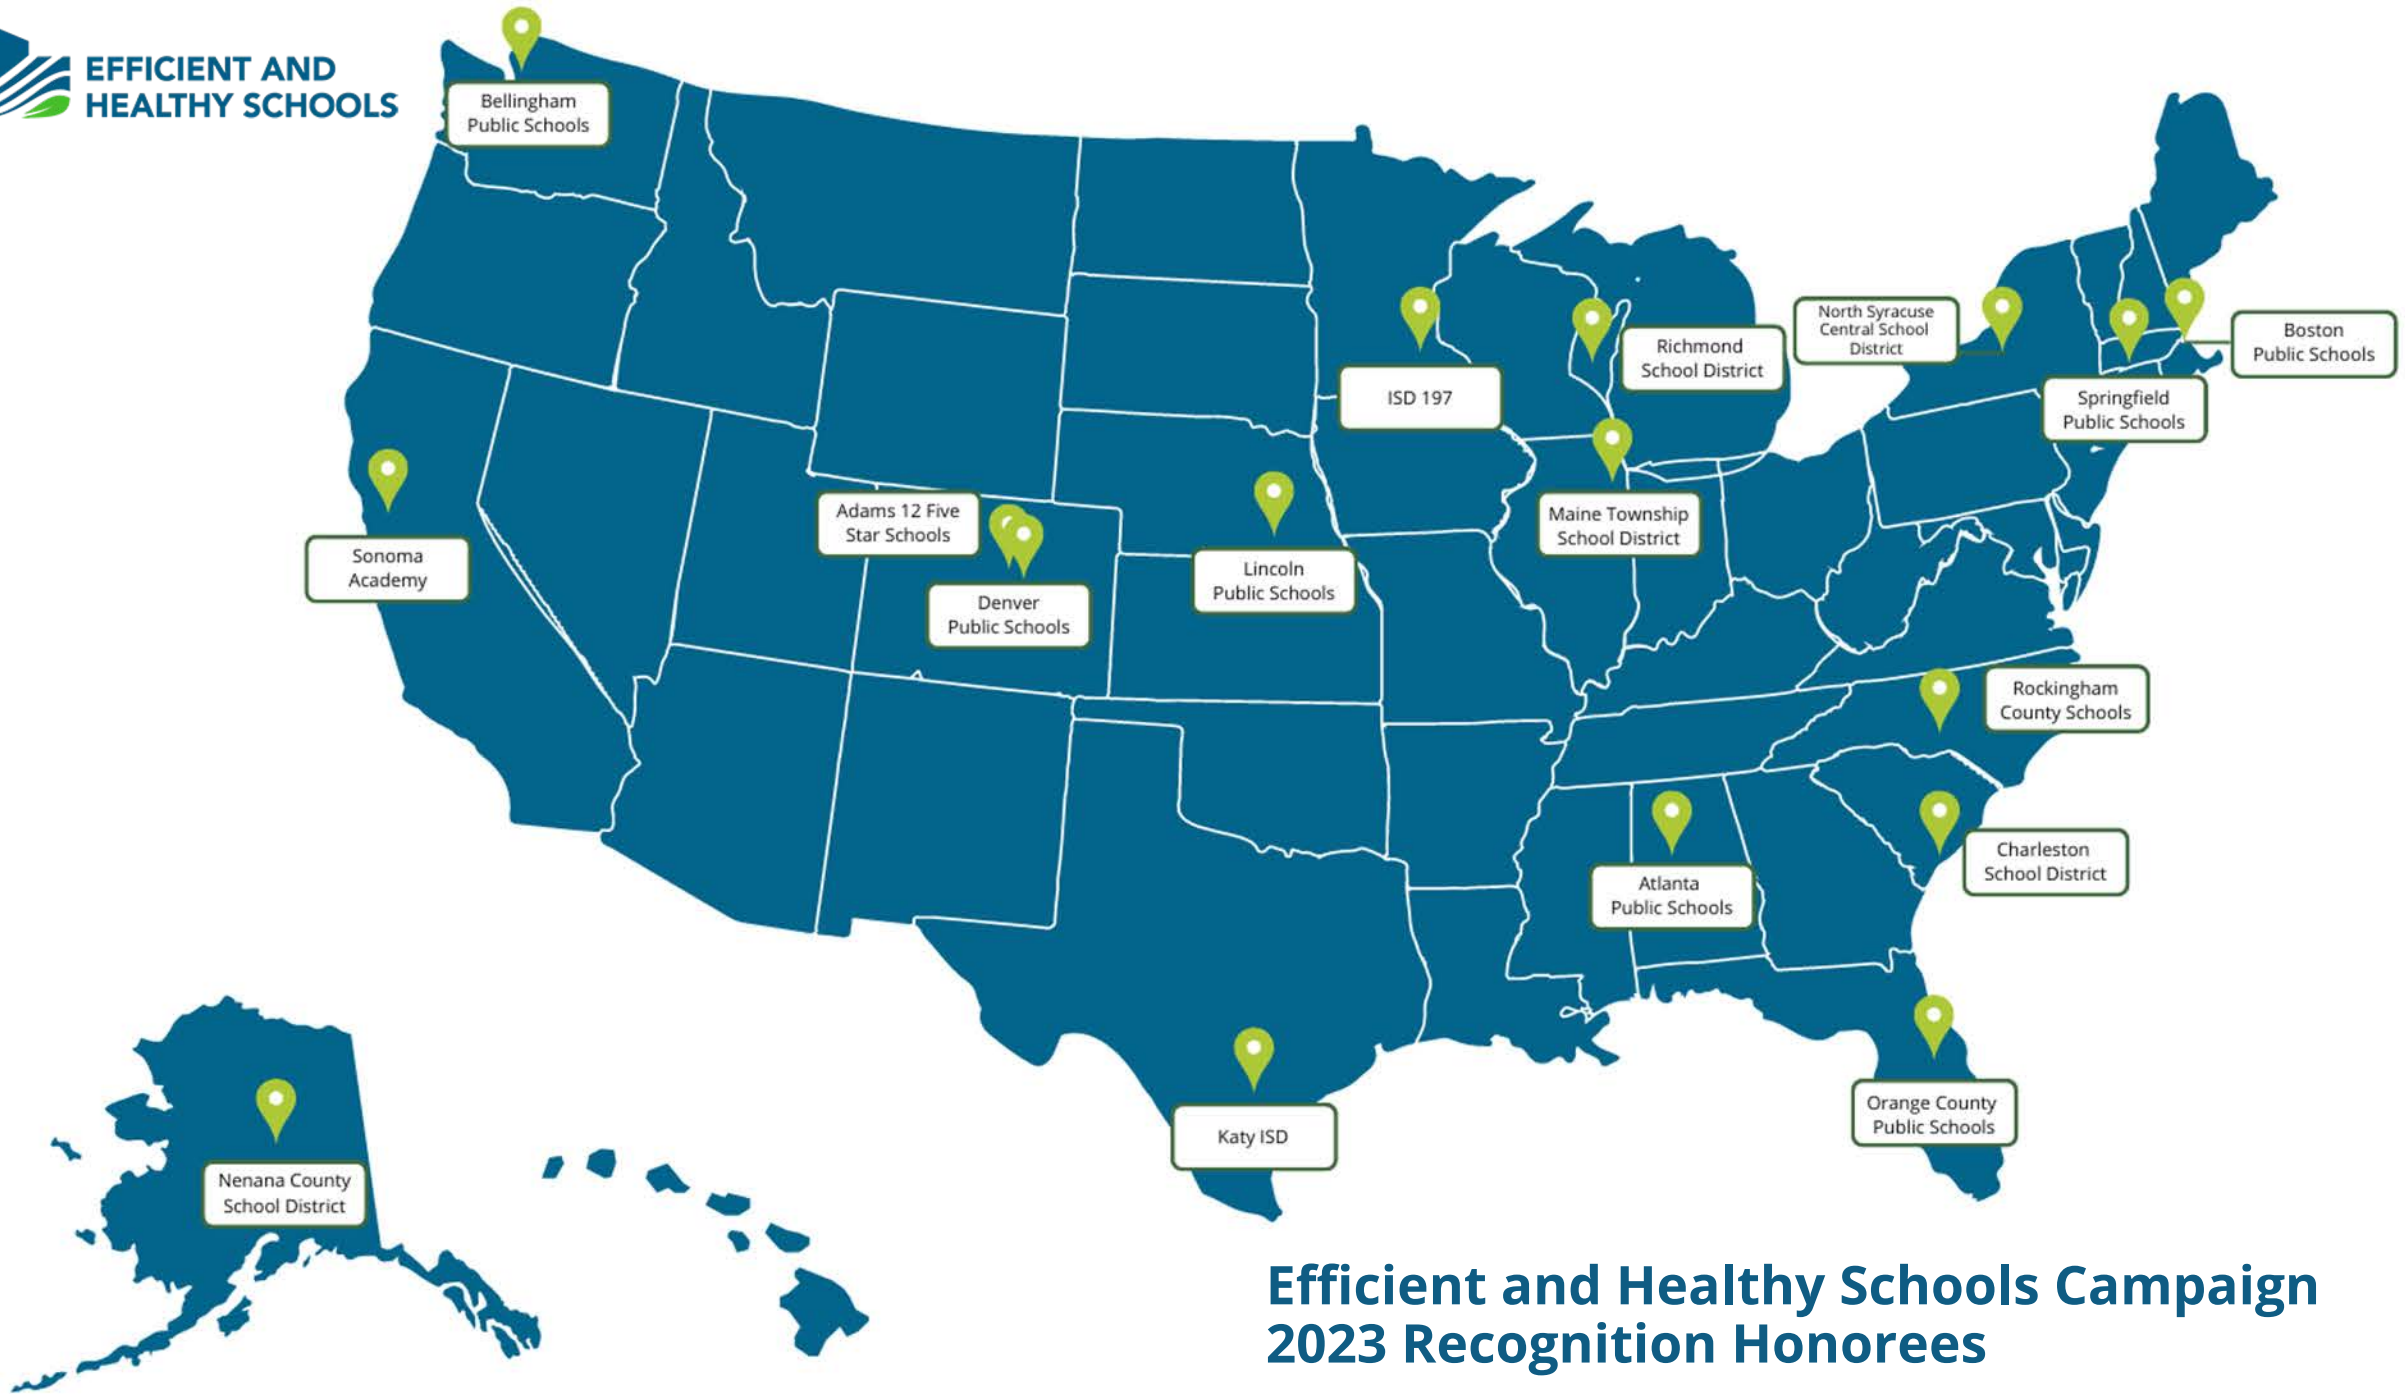 EFFICIENT AND
HEALTHY SCHOOLS
Bellingham
Public Schools
North Syracuse
Central School
District
Boston
Public Schools
Richmond
School District
ISD 197
Springfield
Public Schools
Adams 12 Five
Star Schools
Maine Township
School District
Sonoma
Academy
Lincoln
Public Schools
Denver
Public Schools
Rockingham
County Schools
Charleston
School District
Atlanta
Public Schools
Orange County
Public Schools
Katy ISD
Nenana County
School District
Efficient and Healthy Schools Campaign
2023 Recognition Honorees